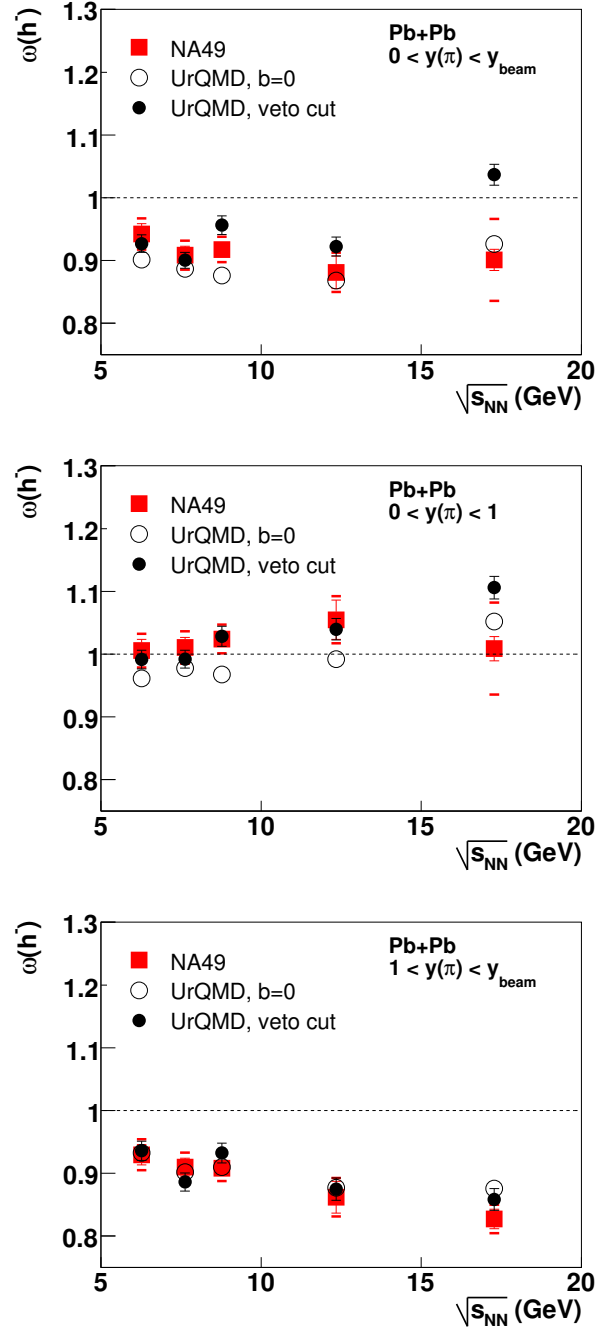 ω(h⁻)
1.3
1.2
1.1
1
0.9
0.8
NA49
UrQMD, b=0
UrQMD, veto cut
Pb+Pb
0 < y(π) < y_beam
5
10
15
20
√s_NN (GeV)
ω(h⁻)
1.3
1.2
1.1
1
0.9
0.8
NA49
UrQMD, b=0
UrQMD, veto cut
Pb+Pb
0 < y(π) < 1
5
10
15
20
√s_NN (GeV)
ω(h⁻)
1.3
1.2
1.1
1
0.9
0.8
NA49
UrQMD, b=0
UrQMD, veto cut
Pb+Pb
1 < y(π) < y_beam
5
10
15
20
√s_NN (GeV)